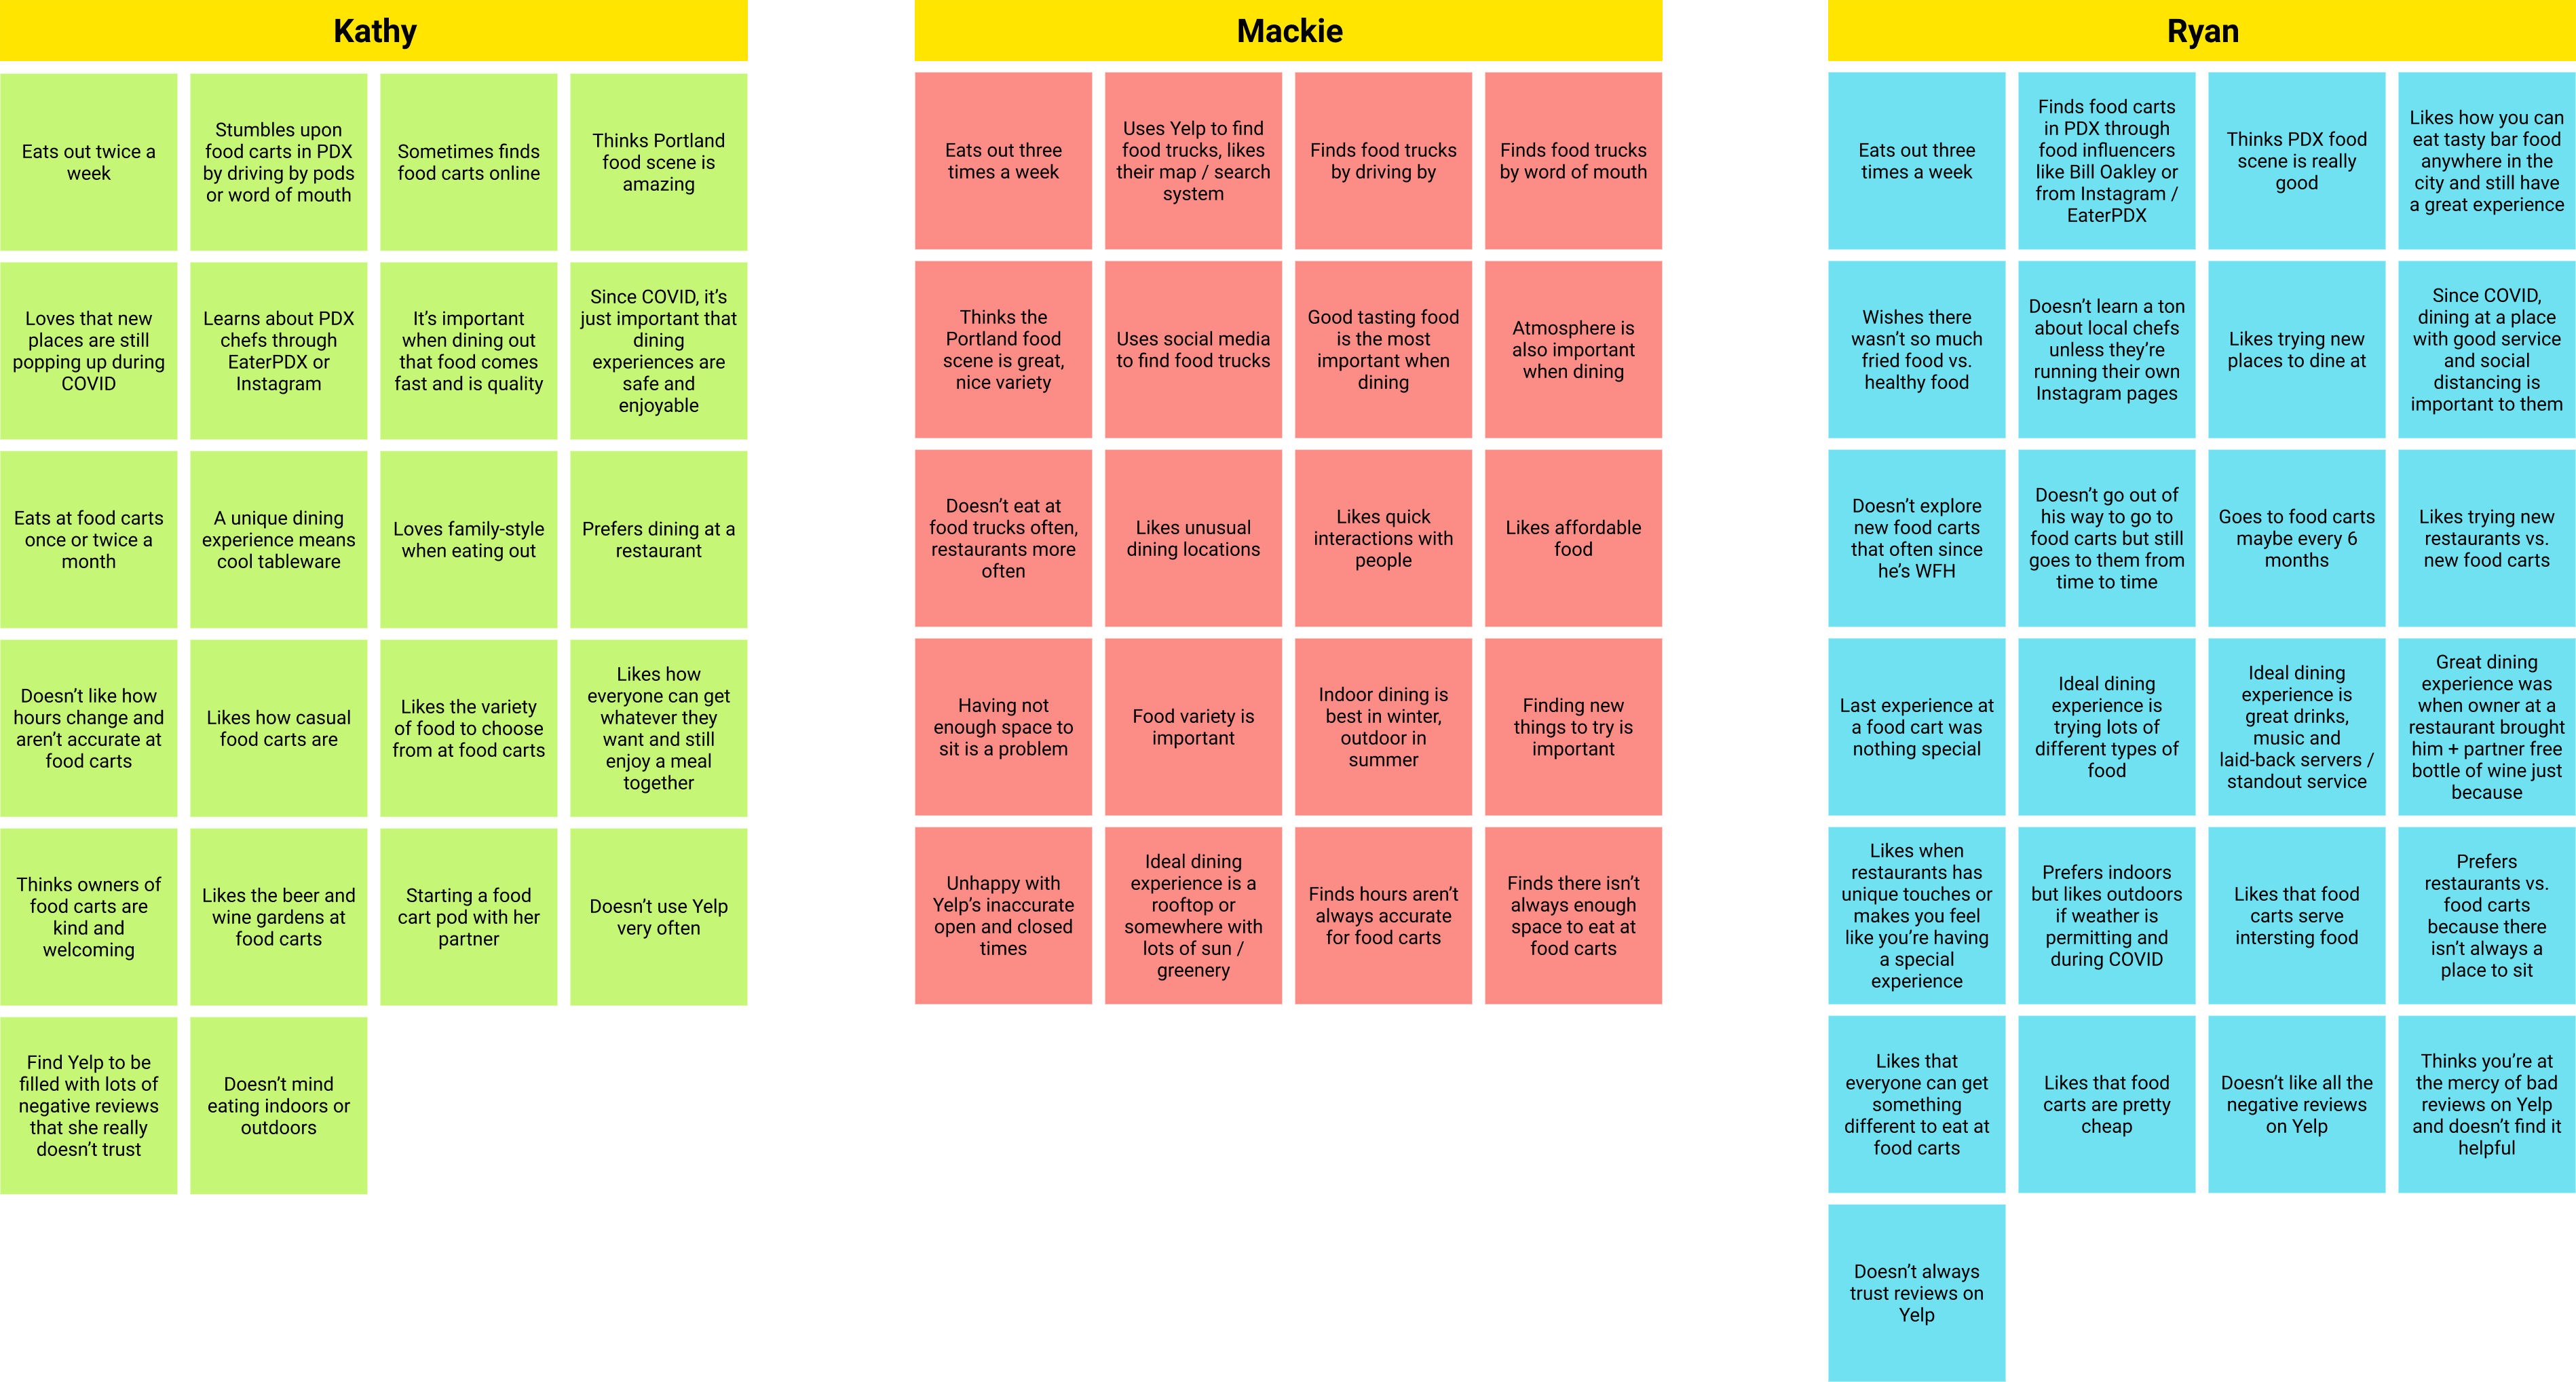 Kathy
Eats out twice a
week
Stumbles upon
food carts in PDX
by driving by pods
or word of mouth
Sometimes finds
food carts online
Thinks Portland
food scene is
amazing
Loves that new
places are still
popping up during
COVID
Learns about PDX
chefs through
EaterPDX or
Instagram
It’s important
when dining out
that food comes
fast and is quality
Since COVID, it’s
just important that
dining
experiences are
safe and
enjoyable
Eats at food carts
once or twice a
month
A unique dining
experience means
cool tableware
Loves family-style
when eating out
Prefers dining at a
restaurant
Doesn’t like how
hours change and
aren’t accurate at
food carts
Likes how casual
food carts are
Likes the variety
of food to choose
from at food carts
Likes how
everyone can get
whatever they
want and still
enjoy a meal
together
Thinks owners of
food carts are
kind and
welcoming
Likes the beer and
wine gardens at
food carts
Starting a food
cart pod with her
partner
Doesn’t use Yelp
very often
Find Yelp to be
filled with lots of
negative reviews
that she really
doesn’t trust
Doesn’t mind
eating indoors or
outdoors
Mackie
Eats out three
times a week
Uses Yelp to find
food trucks, likes
their map / search
system
Finds food trucks
by driving by
Finds food trucks
by word of mouth
Thinks the
Portland food
scene is great,
nice variety
Uses social media
to find food trucks
Good tasting food
is the most
important when
dining
Atmosphere is
also important
when dining
Doesn’t eat at
food trucks often,
restaurants more
often
Likes unusual
dining locations
Likes quick
interactions with
people
Likes affordable
food
Having not
enough space to
sit is a problem
Food variety is
important
Indoor dining is
best in winter,
outdoor in
summer
Finding new
things to try is
important
Unhappy with
Yelp’s inaccurate
open and closed
times
Ideal dining
experience is a
rooftop or
somewhere with
lots of sun /
greenery
Finds hours aren’t
always accurate
for food carts
Finds there isn’t
always enough
space to eat at
food carts
Ryan
Eats out three
times a week
Finds food carts
in PDX through
food influencers
like Bill Oakley or
from Instagram /
EaterPDX
Thinks PDX food
scene is really
good
Likes how you can
eat tasty bar food
anywhere in the
city and still have
a great experience
Wishes there
wasn’t so much
fried food vs.
healthy food
Doesn’t learn a ton
about local chefs
unless they’re
running their own
Instagram pages
Likes trying new
places to dine at
Since COVID,
dining at a place
with good service
and social
distancing is
important to them
Doesn’t explore
new food carts
that often since
he’s WFH
Doesn’t go out of
his way to go to
food carts but still
goes to them from
time to time
Goes to food carts
maybe every 6
months
Likes trying new
restaurants vs.
new food carts
Last experience at
a food cart was
nothing special
Ideal dining
experience is
trying lots of
different types of
food
Ideal dining
experience is
great drinks,
music and
laid-back servers /
standout service
Great dining
experience was
when owner at a
restaurant brought
him + partner free
bottle of wine just
because
Likes when
restaurants has
unique touches or
makes you feel
like you’re having
a special
experience
Prefers indoors
but likes outdoors
if weather is
permitting and
during COVID
Likes that food
carts serve
intersting food
Prefers
restaurants vs.
food carts
because there
isn’t always a
place to sit
Likes that
everyone can get
something
different to eat at
food carts
Likes that food
carts are pretty
cheap
Doesn’t like all the
negative reviews
on Yelp
Thinks you’re at
the mercy of bad
reviews on Yelp
and doesn’t find it
helpful
Doesn’t always
trust reviews on
Yelp